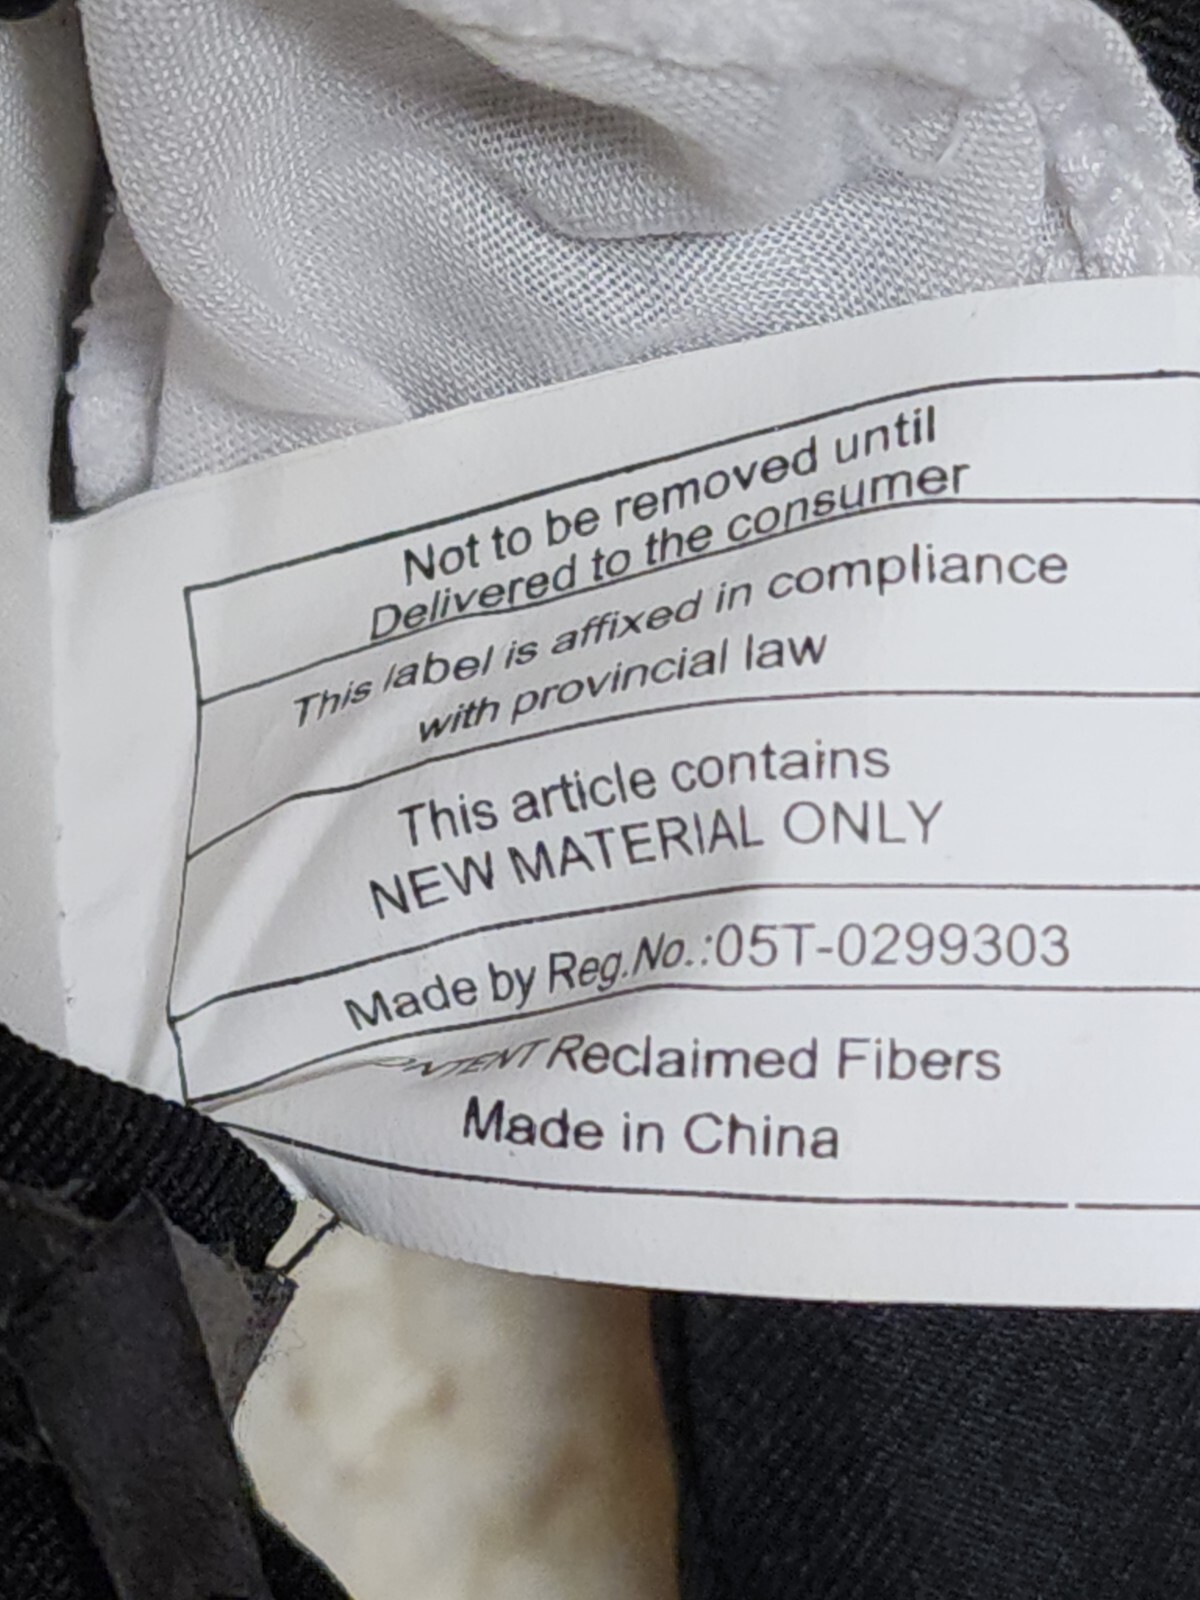 Not to be removed until
Delivered to the consumer
This label is affixed in compliance
with provincial law
This article contains
NEW MATERIAL ONLY
Made by Reg.No.:05T-0299303
Reclaimed Fibers
Made in China